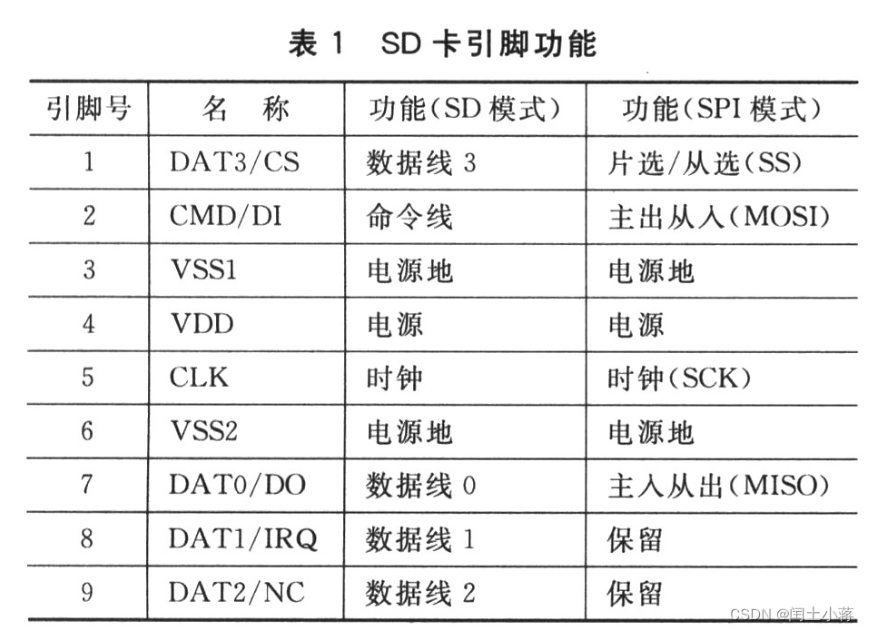 表 1 SD 卡引脚功能
引脚号 名 称 功能(SD 模式) 功能(SPI 模式)
1 DAT3/CS 数据线 3 片选/从选(SS)
2 CMD/DI 命令线 主出从入(MOSI)
3 VSS1 电源地 电源地
4 VDD 电源 电源
5 CLK 时钟 时钟(SCK)
6 VSS2 电源地 电源地
7 DAT0/DO 数据线 0 主入从出(MISO)
8 DAT1/IRQ 数据线 1 保留
9 DAT2/NC 数据线 2 保留
CSDN @闰土小蒋